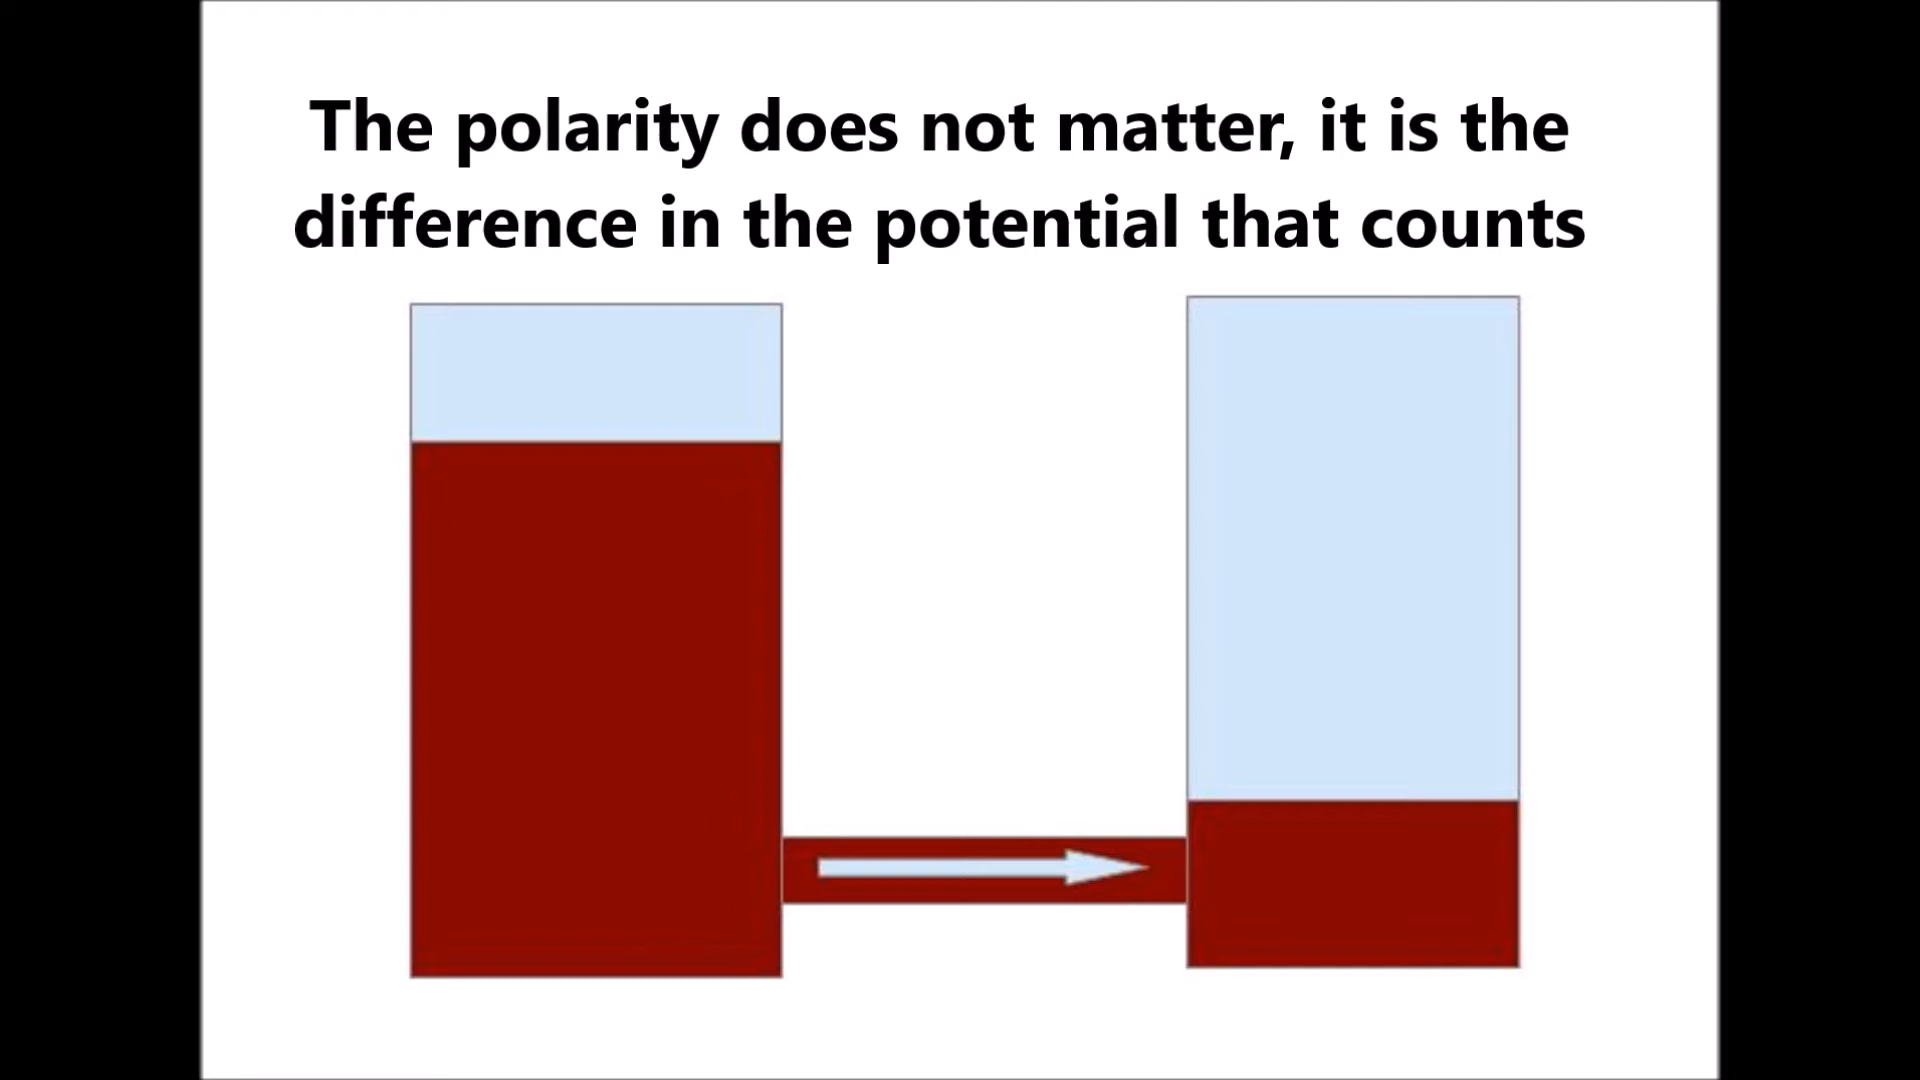 The polarity does not matter, it is the
difference in the potential that counts